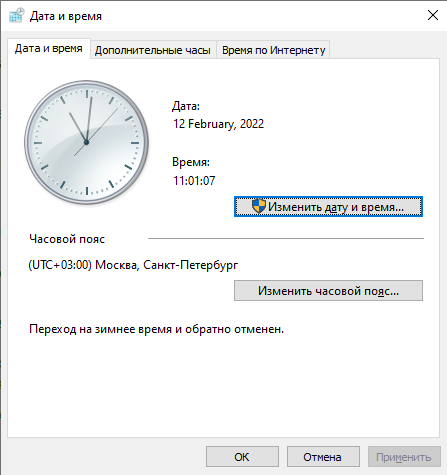 Дата и время
Дата и время
Дополнительные часы
Время по Интернету
Дата:
12 February, 2022
Время:
11:01:07
Изменить дату и время...
Часовой пояс
(UTC+03:00) Москва, Санкт-Петербург
Изменить часовой пояс...
Переход на зимнее время и обратно отменен.
OK
Отмена
Применить